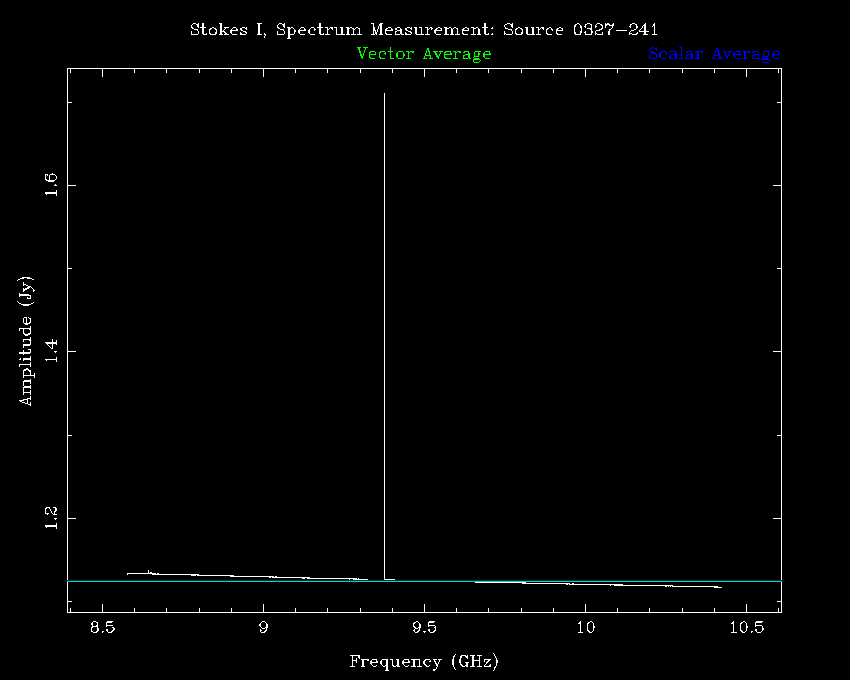 Stokes I, Spectrum Measurement: Source 0327−241
Vector Average Scalar Average
1.6
1.4
1.2
Amplitude (Jy)
8.5 9 9.5 10 10.5
Frequency (GHz)